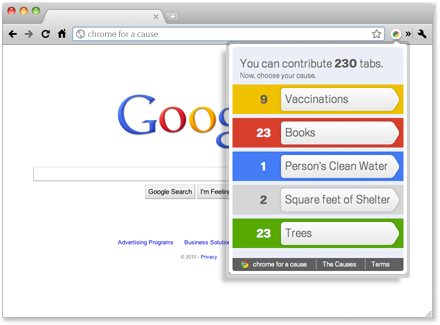 chrome for a cause
You can contribute 230 tabs.
Now, choose your cause.
9 Vaccinations
23 Books
1 Person's Clean Water
2 Square feet of Shelter
23 Trees
chrome for a cause The Causes Terms
Goo
Google Search I'm Feeling
Advertising Programs Business Solution
© 2010 - Privacy